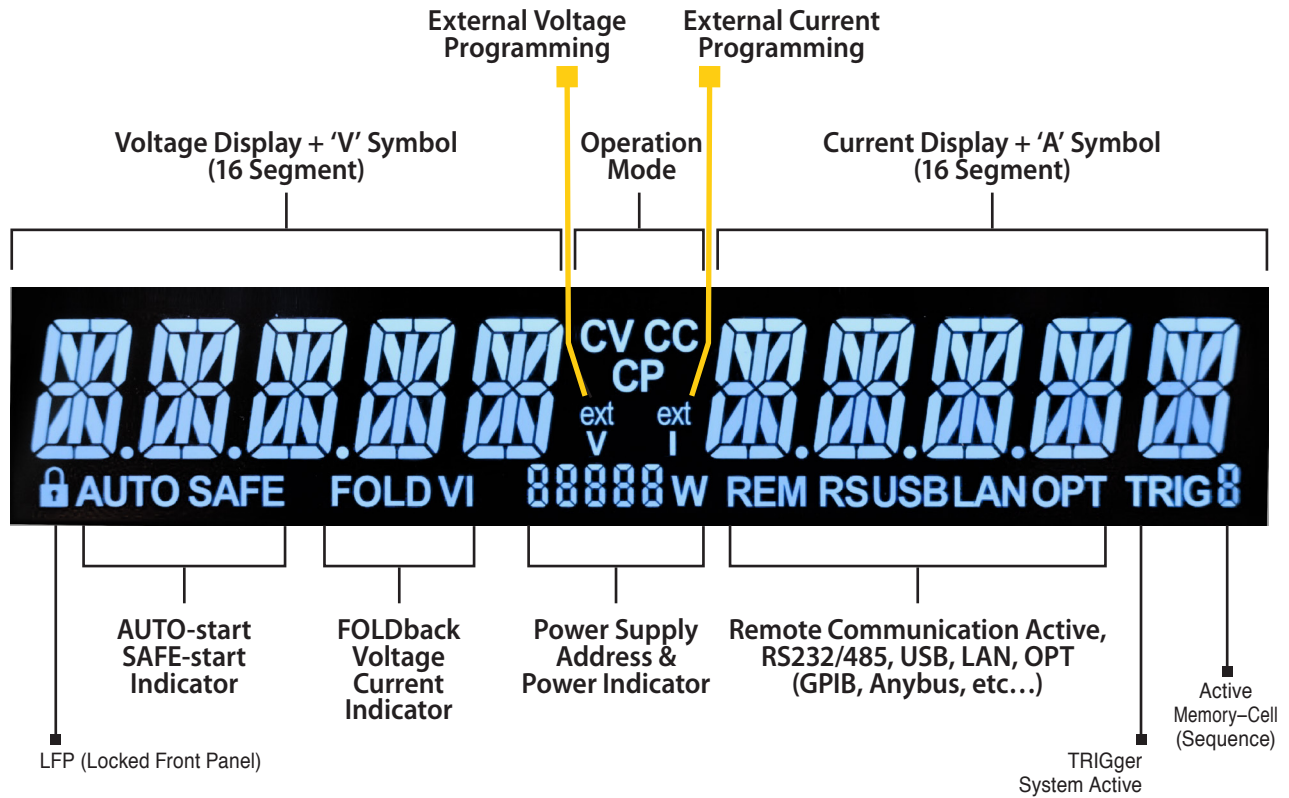 External Voltage
Programming
External Current
Programming
Voltage Display + ‘V’ Symbol
(16 Segment)
Operation
Mode
Current Display + ‘A’ Symbol
(16 Segment)
CV CC
CP
ext
V
ext
I
AUTO SAFE FOLD VI 88888 W REM RS USB LAN OPT TRIG 8
AUTO-start
SAFE-start
Indicator
FOLDback
Voltage
Current
Indicator
Power Supply
Address &
Power Indicator
Remote Communication Active,
RS232/485, USB, LAN, OPT
(GPIB, Anybus, etc…)
Active
Memory–Cell
(Sequence)
LFP (Locked Front Panel)
TRIGger
System Active